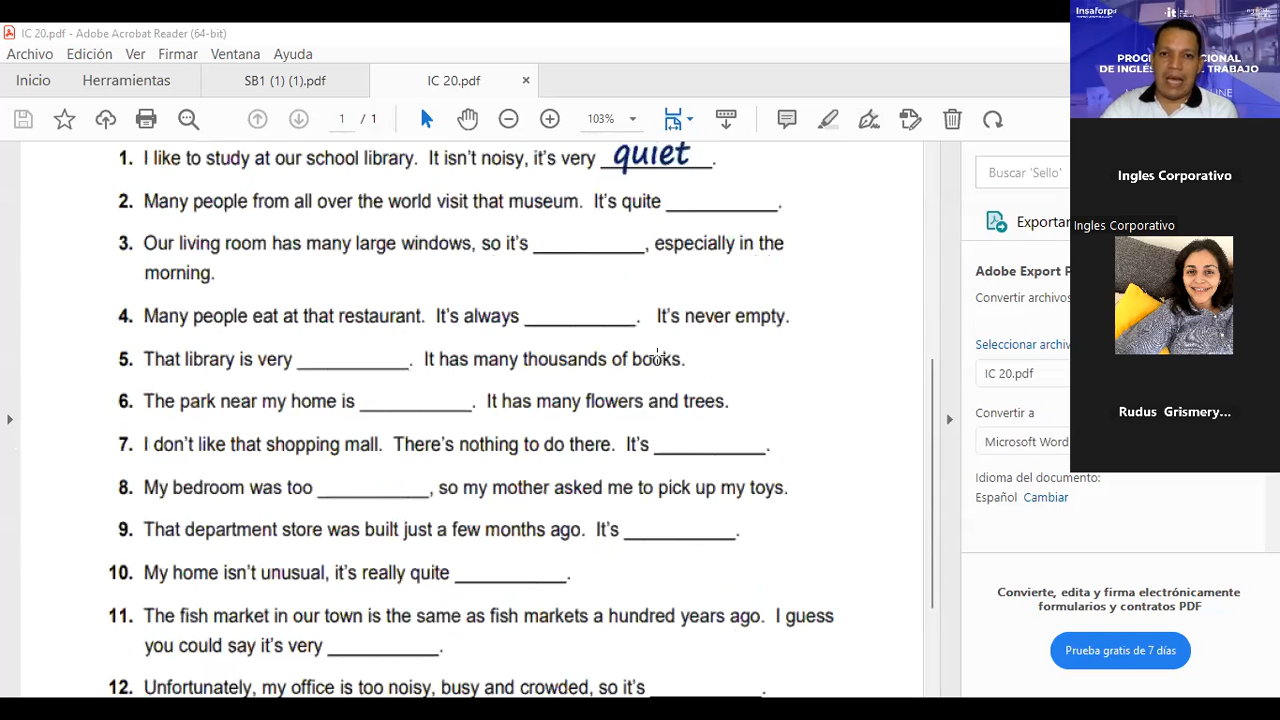 IC 20.pdf - Adobe Acrobat Reader (64-bit)
Archivo Edición Ver Firmar Ventana Ayuda
Inicio Herramientas SB1 (1) (1).pdf IC 20.pdf ×
1 / 1 103%
1. I like to study at our school library. It isn't noisy, it's very quiet.
2. Many people from all over the world visit that museum. It's quite ___________.
3. Our living room has many large windows, so it's ___________, especially in the
morning.
4. Many people eat at that restaurant. It's always ___________. It's never empty.
5. That library is very ___________. It has many thousands of books.
6. The park near my home is ___________. It has many flowers and trees.
7. I don't like that shopping mall. There's nothing to do there. It's ___________.
8. My bedroom was too ___________, so my mother asked me to pick up my toys.
9. That department store was built just a few months ago. It's ___________.
10. My home isn't unusual, it's really quite ___________.
11. The fish market in our town is the same as fish markets a hundred years ago. I guess
you could say it's very ___________.
12. Unfortunately, my office is too noisy, busy and crowded, so it's ___________.
Buscar 'Sello'
Exportar
Adobe Export P
Convertir archivos
Seleccionar archiv
IC 20.pdf
Convertir a
Microsoft Word
Idioma del documento:
Español Cambiar
Convierte, edita y firma electrónicamente
formularios y contratos PDF
Prueba gratis de 7 días
Insaforp
DE INGLÉS
TRABAJO
Ingles Corporativo
Ingles Corporativo
Rudus Grismery...